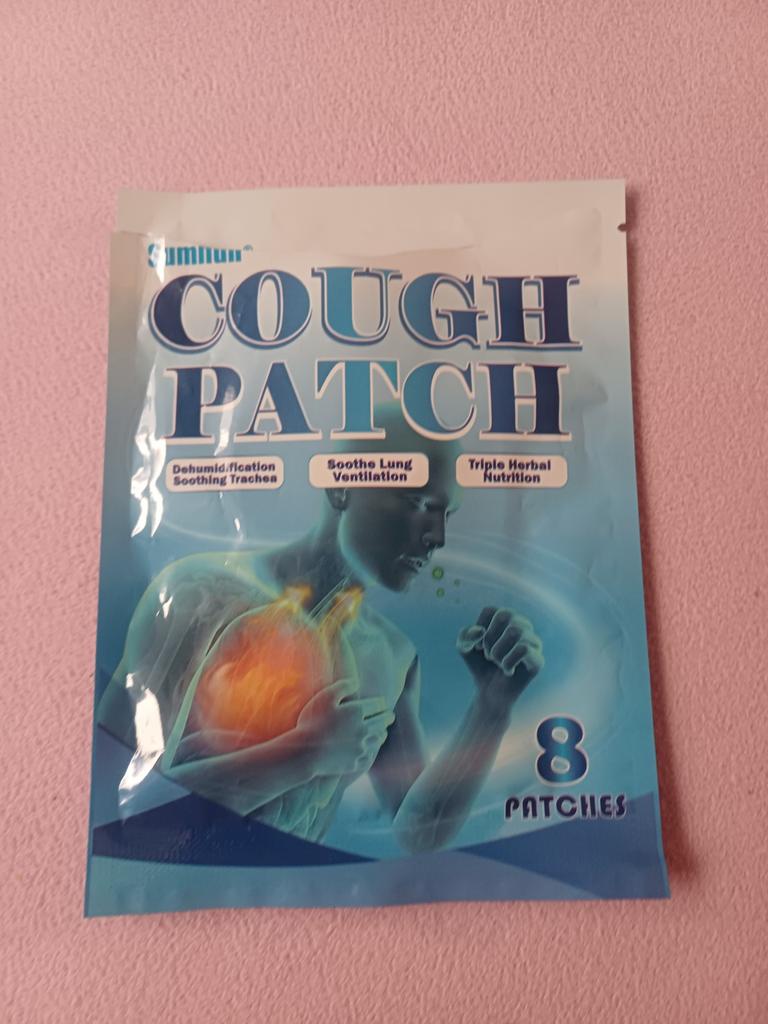 COUGH
PATCH
Dehumidification
Soothing Trachea
Soothe Lung
Ventilation
Triple Herbal
Nutrition
8
PATCHES